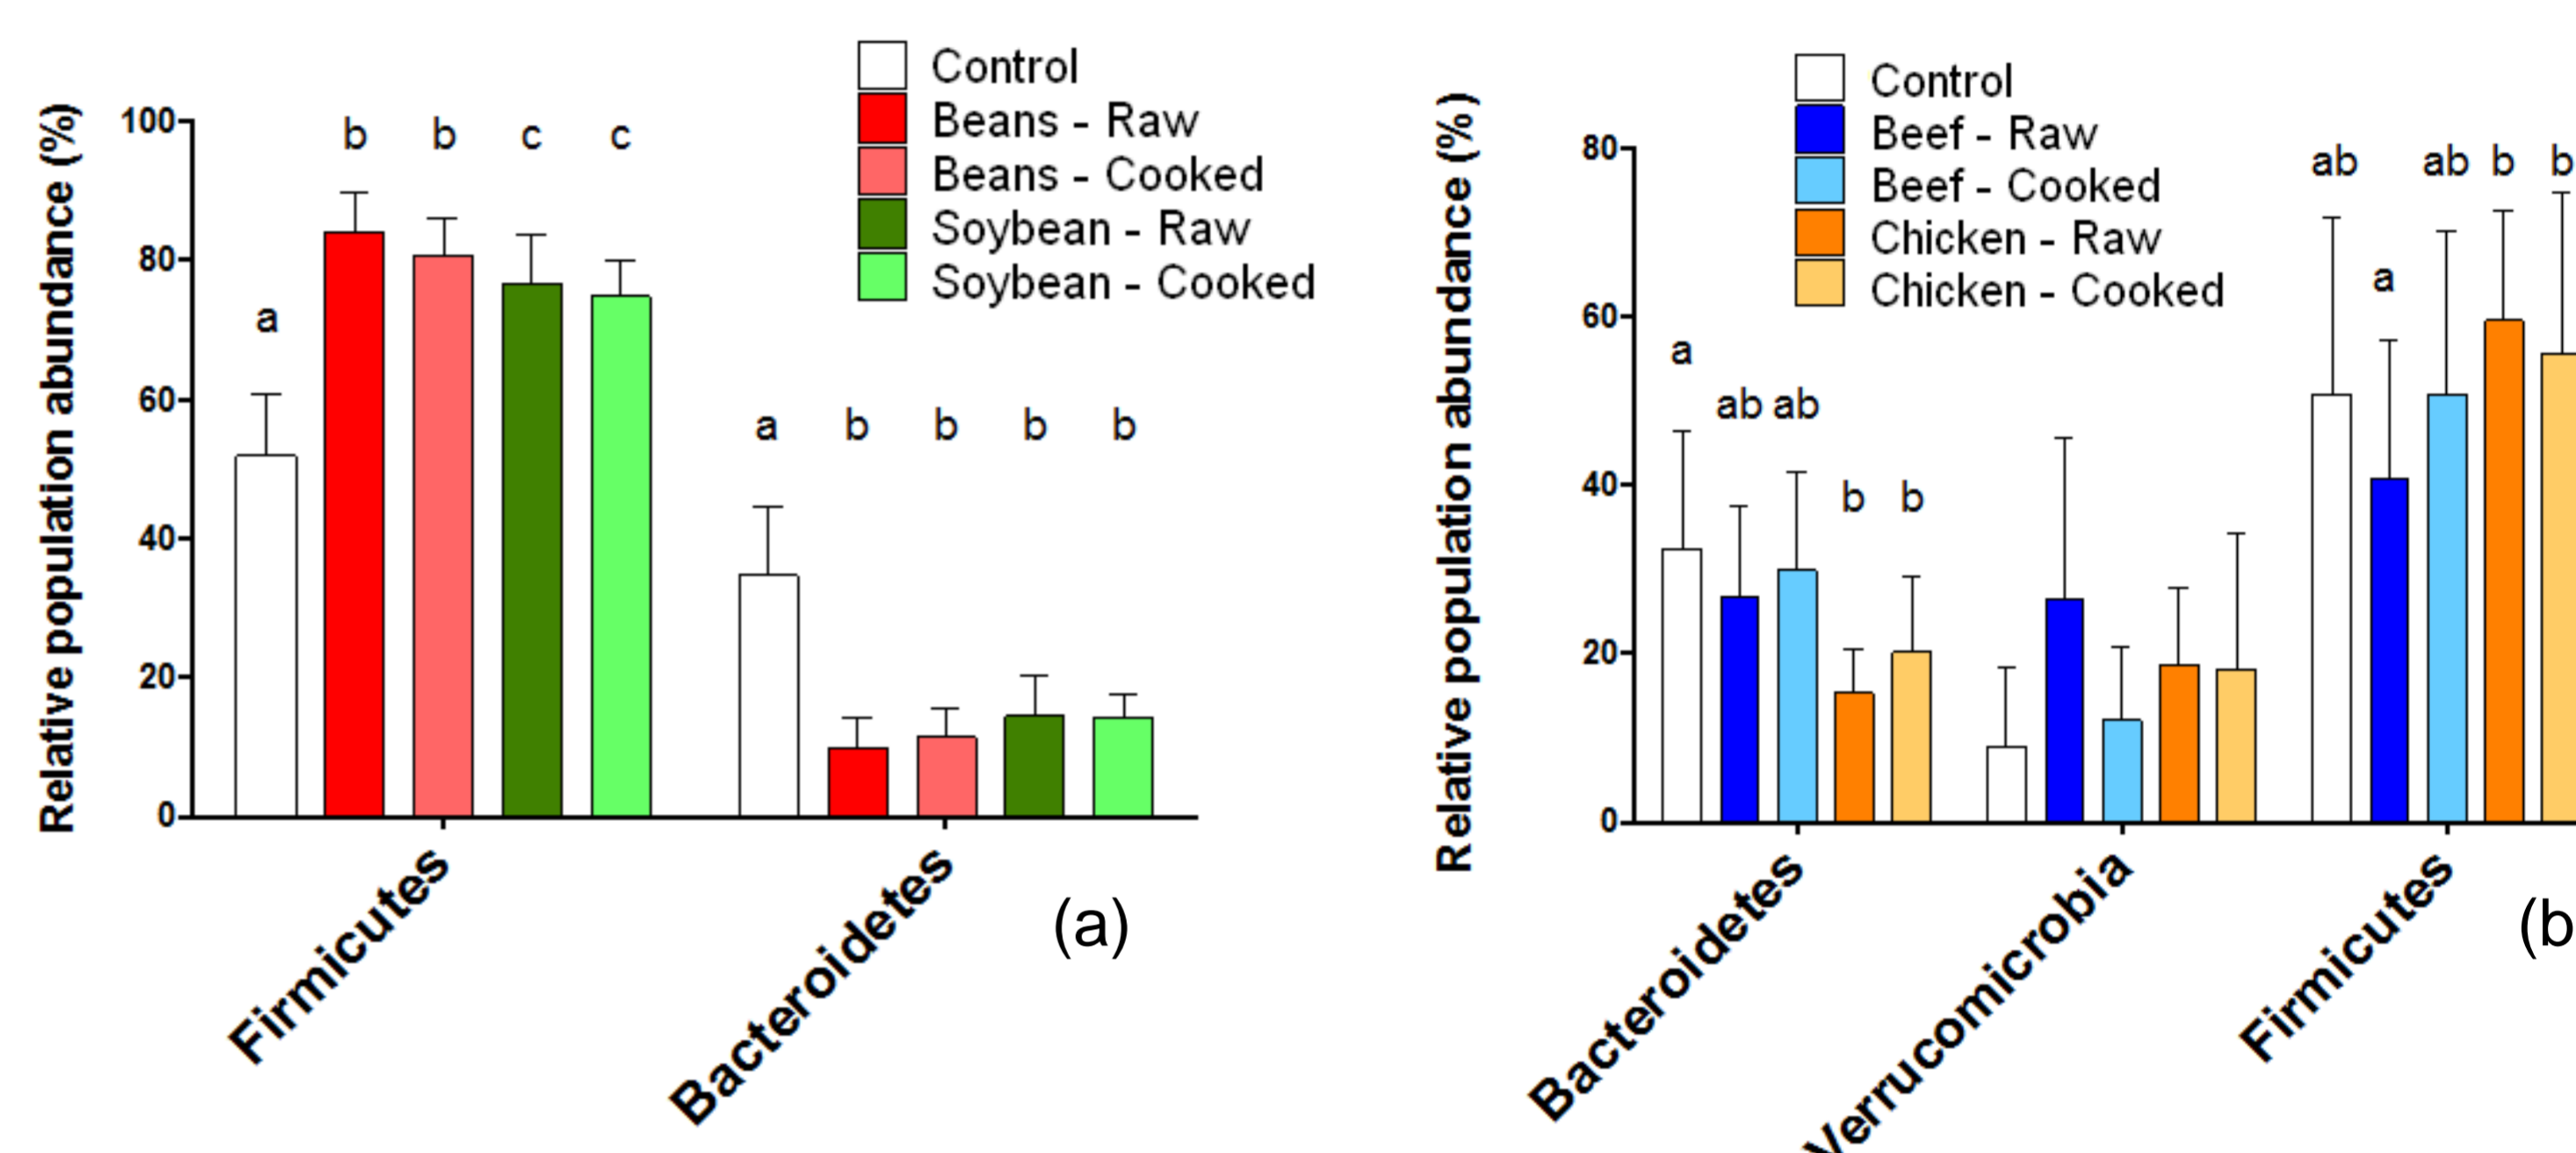 Relative population abundance (%)
100
80
60
40
20
0
a
b
b
c
c
a
b
b
b
b
Control
Beans - Raw
Beans - Cooked
Soybean - Raw
Soybean - Cooked
Firmicutes
Bacteroidetes
(a)
Relative population abundance (%)
80
60
40
20
0
Control
Beef - Raw
Beef - Cooked
Chicken - Raw
Chicken - Cooked
a
ab
ab
b
b
ab
a
ab
b
b
Bacteroidetes
Verrucomicrobia
Firmicutes
(b